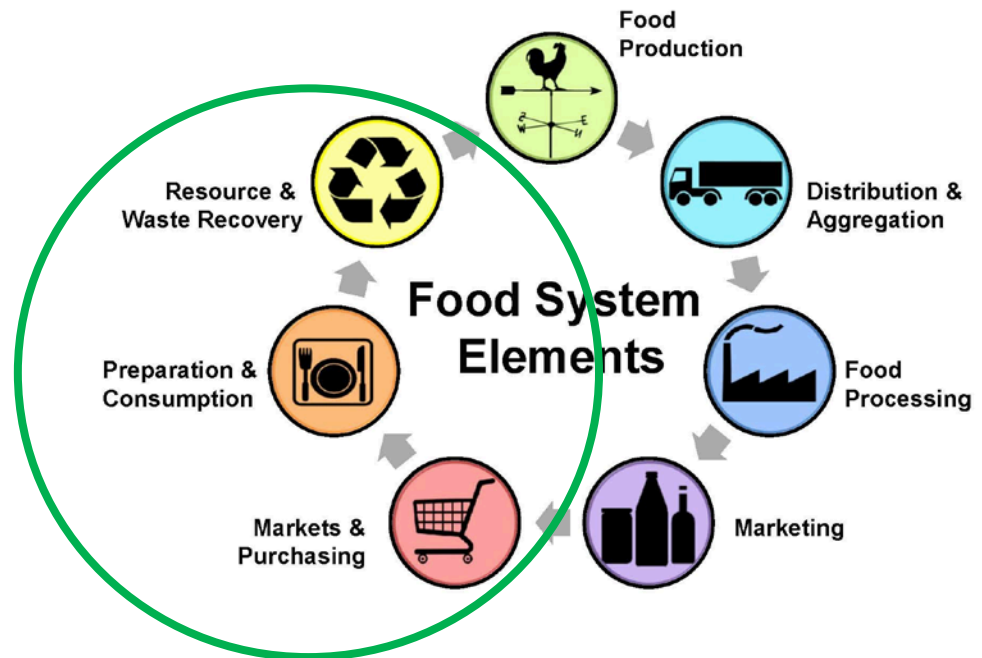 Food
Production
Resource &
Waste Recovery
Distribution &
Aggregation
Food System
Elements
Preparation &
Consumption
Food
Processing
Markets &
Purchasing
Marketing